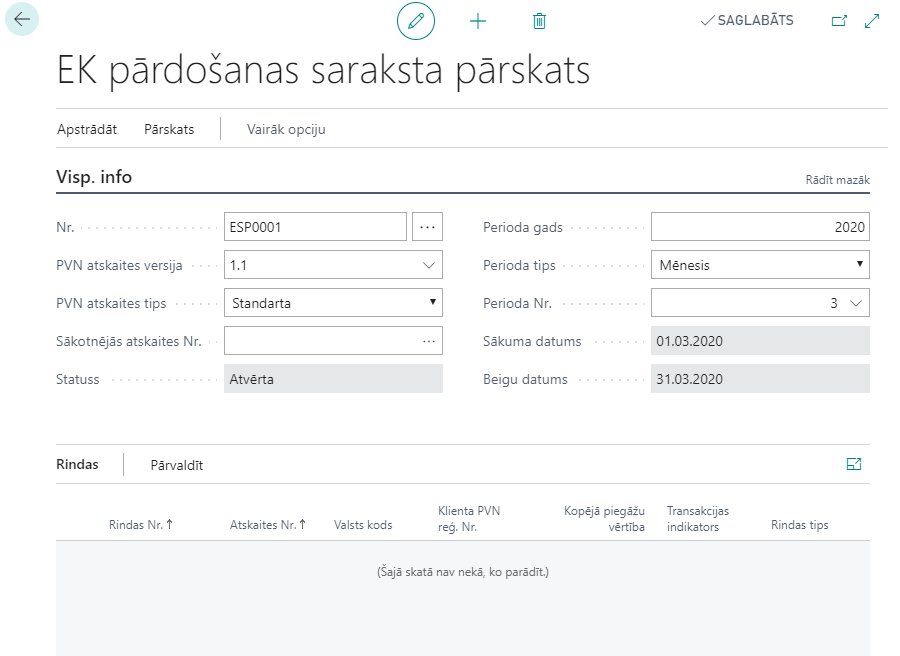 SAGLABĀTS
EK pārdošanas saraksta pārskats
Apstrādāt Pārskats Vairāk opciju
Visp. info Rādīt mazāk
Nr. ESP0001 ... Perioda gads 2020
PVN atskaites versija 1.1 Perioda tips Mēnesis
PVN atskaites tips Standarta Perioda Nr. 3
Sākotnējās atskaites Nr. ... Sākuma datums 01.03.2020
Statuss Atvērta Beigu datums 31.03.2020
Rindas Pārvaldīt
Klienta PVN Kopējā piegāžu Transakcijas
Rindas Nr.↑ Atskaites Nr.↑ Valsts kods reģ. Nr. vērtība indikators Rindas tips
(Šajā skatā nav nekā, ko parādīt.)